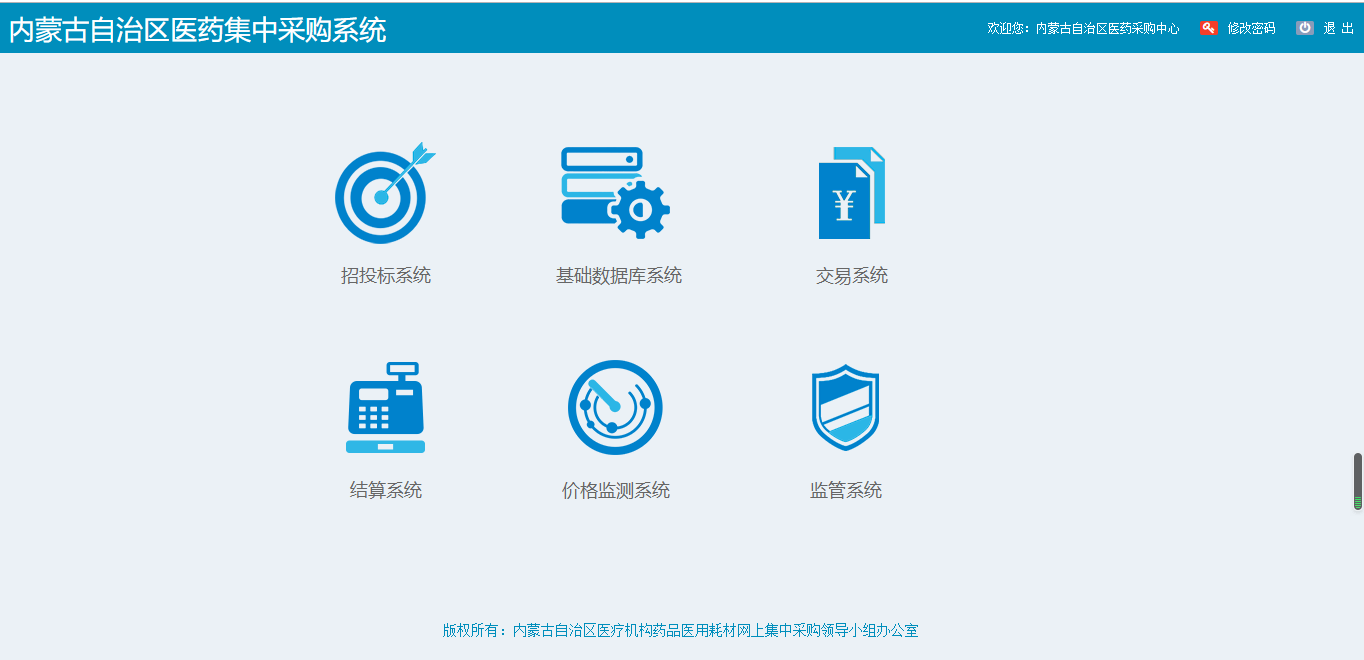 内蒙古自治区医药集中采购系统
欢迎您：内蒙古自治区医药采购中心 修改密码 退 出
¥
招投标系统 基础数据库系统 交易系统
结算系统 价格监测系统 监管系统
版权所有：内蒙古自治区医疗机构药品医用耗材网上集中采购领导小组办公室